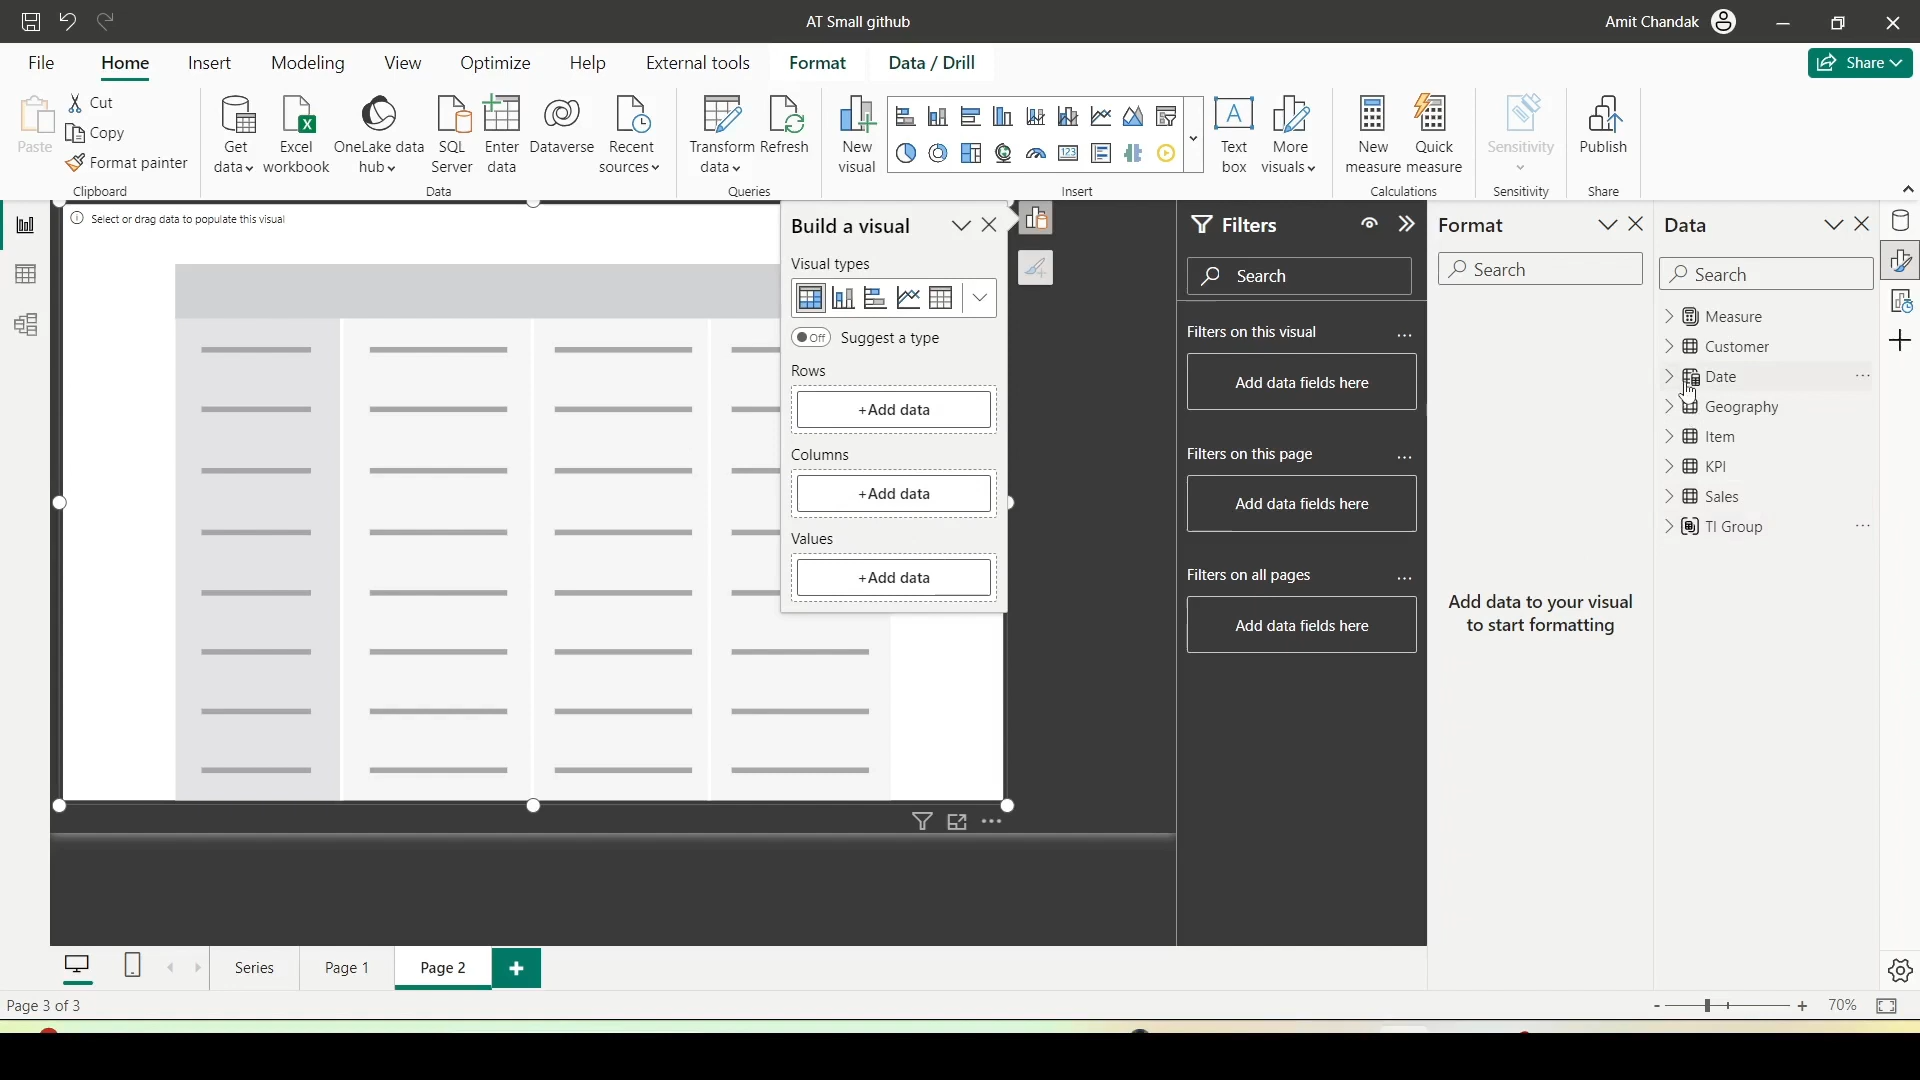 AT Small github
Amit Chandak
File
Home
Insert
Modeling
View
Optimize
Help
External tools
Format
Data / Drill
Share
Paste
Cut
Copy
Format painter
Clipboard
Get
data
Excel
workbook
OneLake data
hub
SQL
Server
Enter
data
Dataverse
Recent
sources
Data
Transform
data
Refresh
Queries
New
visual
123
A
Text
box
More
visuals
Insert
New
measure
Quick
measure
Calculations
Sensitivity
Sensitivity
Publish
Share
Select or drag data to populate this visual
Build a visual
Visual types
Off
Suggest a type
Rows
+Add data
Columns
+Add data
Values
+Add data
Filters
Search
Filters on this visual
Add data fields here
Filters on this page
Add data fields here
Filters on all pages
Add data fields here
Format
Search
Add data to your visual
to start formatting
Data
Search
Measure
Customer
Date
Geography
Item
KPI
Sales
TI Group
Series
Page 1
Page 2
Page 3 of 3
70%